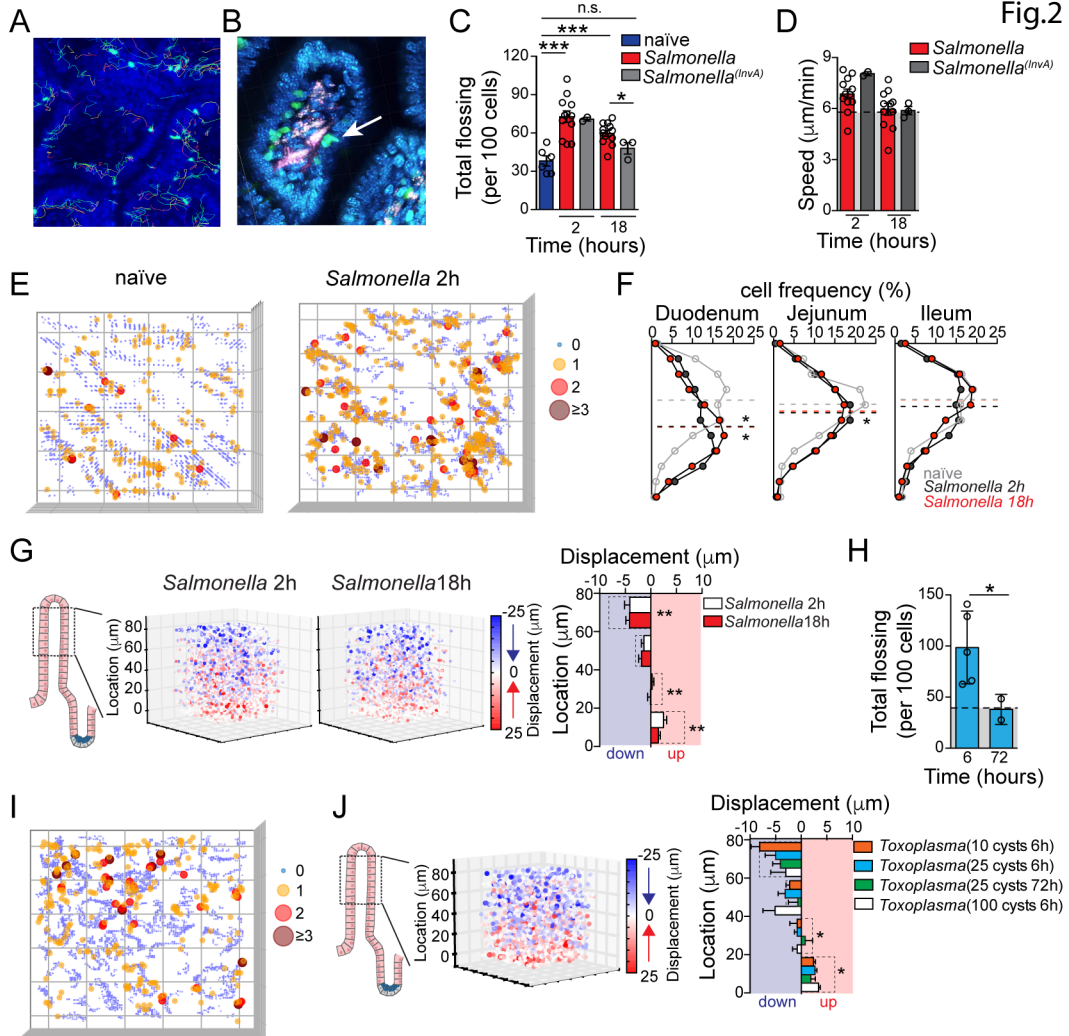 Fig.2
A
B
C
n.s.
***
***
*
naïve
Salmonella
Salmonella(InvA)
Total flossing
(per 100 cells)
120
90
60
30
0
2
18
Time (hours)
D
Salmonella
Salmonella(InvA)
Speed (μm/min)
9
6
3
0
2
18
Time (hours)
E
naïve
Salmonella 2h
0
1
2
≥3
F
cell frequency (%)
Duodenum
Jejunum
Ileum
0 5 10 15 20 25
0 5 10 15 20 25
0 5 10 15 20 25
*
*
*
naïve
Salmonella 2h
Salmonella 18h
G
Salmonella 2h
Salmonella18h
Location (μm)
80
60
40
20
0
-25
0
25
Displacement (μm)
Displacement (μm)
-10 -5 0 5 10
Location (μm)
80
60
40
20
0
Salmonella 2h
Salmonella18h
**
**
**
down
up
H
*
Total flossing
(per 100 cells)
150
100
50
0
6
72
Time (hours)
I
0
1
2
≥3
J
Location (μm)
80
60
40
20
0
-25
0
25
Displacement (μm)
Displacement (μm)
-10 -5 0 5 10
Location (μm)
80
60
40
20
0
Toxoplasma(10 cysts 6h)
Toxoplasma(25 cysts 6h)
Toxoplasma(25 cysts 72h)
Toxoplasma(100 cysts 6h)
*
*
down
up